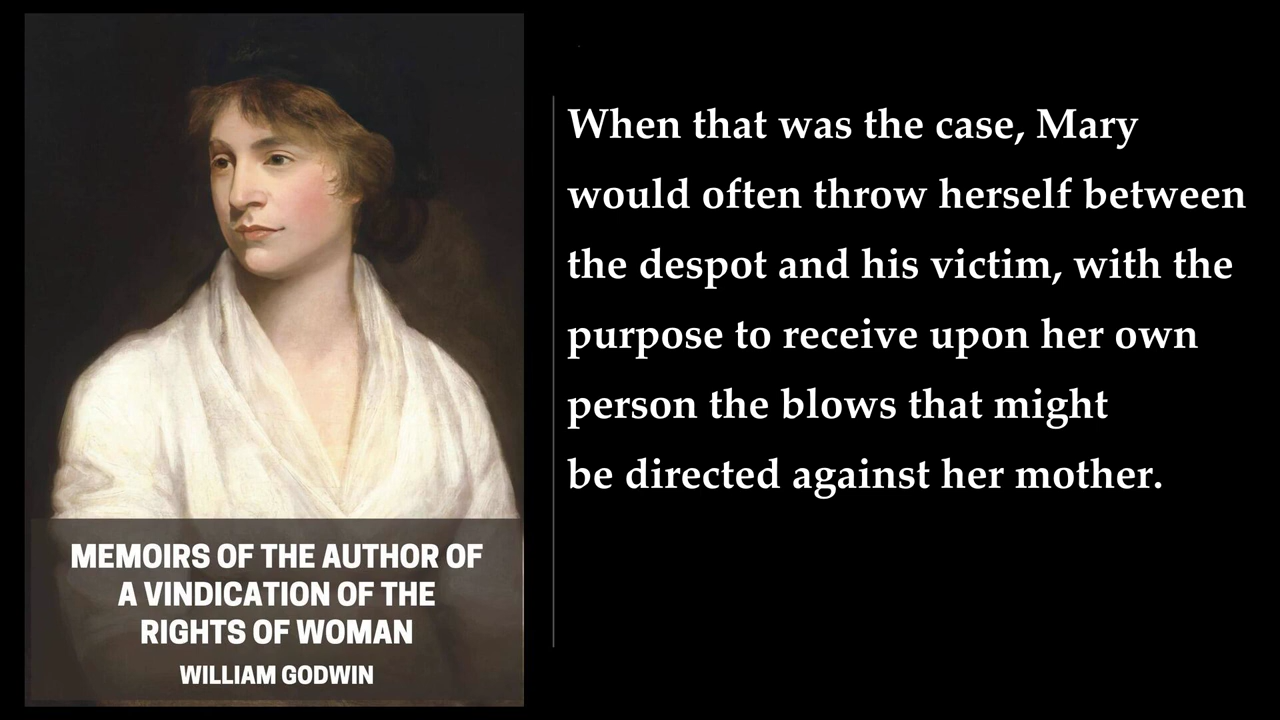 MEMOIRS OF THE AUTHOR OF
A VINDICATION OF THE
RIGHTS OF WOMAN
WILLIAM GODWIN
When that was the case, Mary
would often throw herself between
the despot and his victim, with the
purpose to receive upon her own
person the blows that might
be directed against her mother.